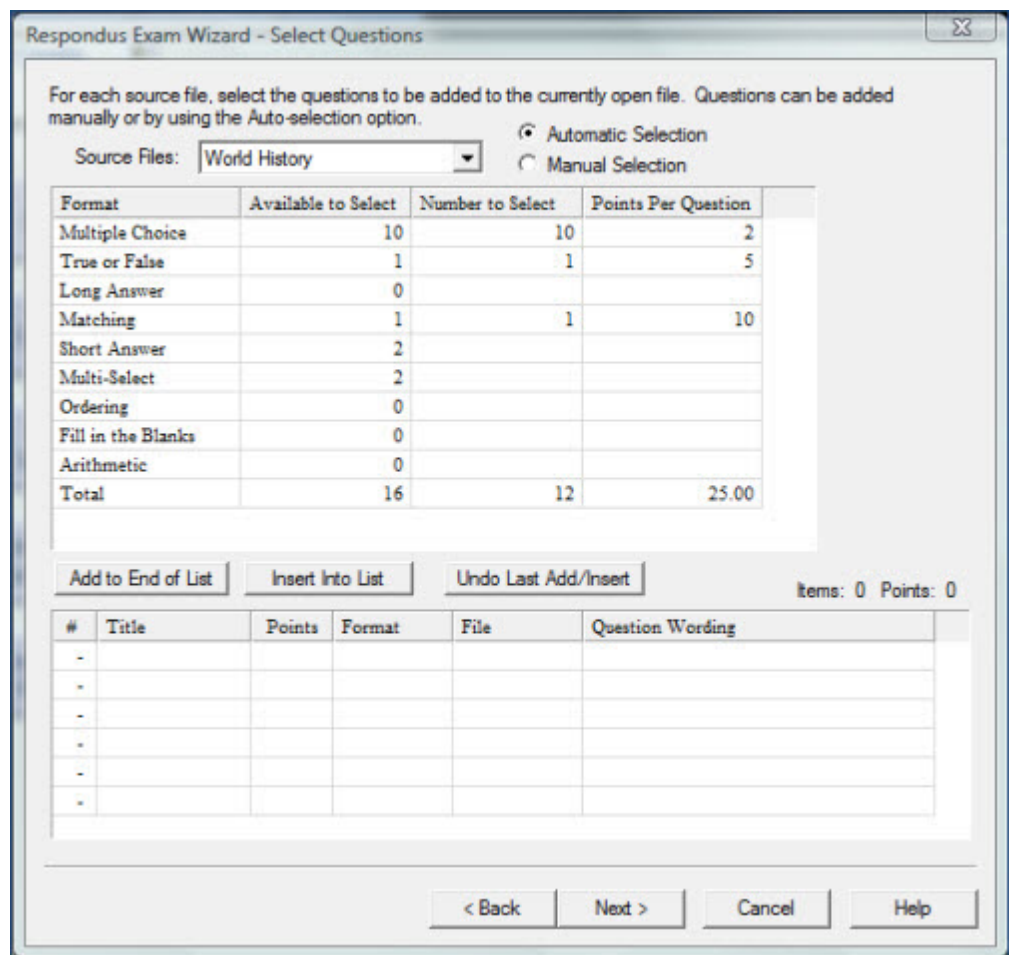 Respondus Exam Wizard - Select Questions
For each source file, select the questions to be added to the currently open file. Questions can be added
manually or by using the Auto-selection option.
Automatic Selection
Source Files: World History
Manual Selection
Format Available to Select Number to Select Points Per Question
Multiple Choice 10 10 2
True or False 1 1 5
Long Answer 0
Matching 1 1 10
Short Answer 2
Multi-Select 2
Ordering 0
Fill in the Blanks 0
Arithmetic 0
Total 16 12 25.00
Add to End of List Insert Into List Undo Last Add/Insert Items: 0 Points: 0
# Title Points Format File Question Wording
-
-
-
-
-
-
< Back Next > Cancel Help